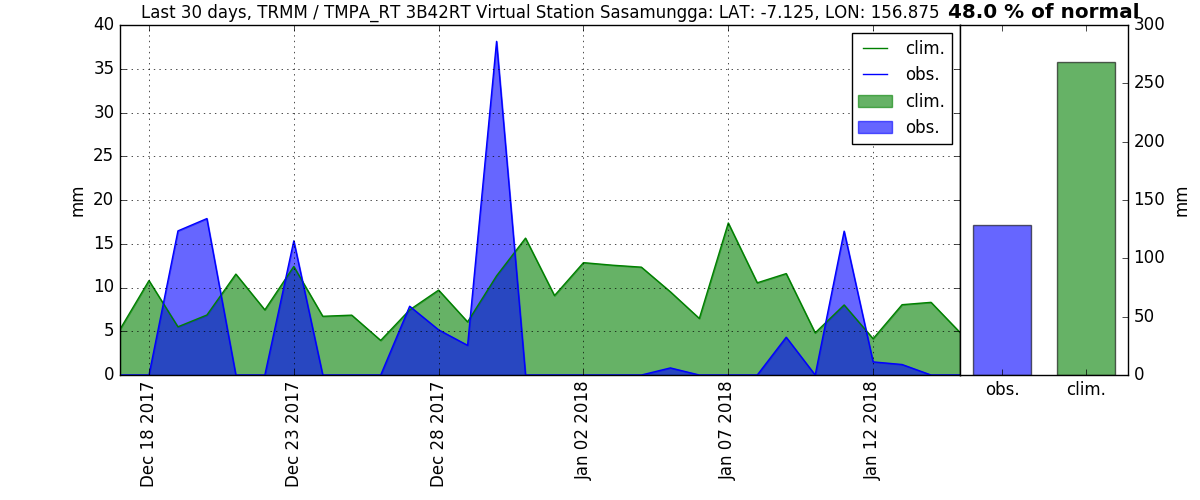 Last 30 days, TRMM / TMPA_RT 3B42RT Virtual Station Sasamungga: LAT: -7.125, LON: 156.875
48.0 % of normal
40
35
30
25
20
15
10
5
0
mm
clim.
obs.
clim.
obs.
Dec 18 2017
Dec 23 2017
Dec 28 2017
Jan 02 2018
Jan 07 2018
Jan 12 2018
300
250
200
150
100
50
0
mm
obs.
clim.